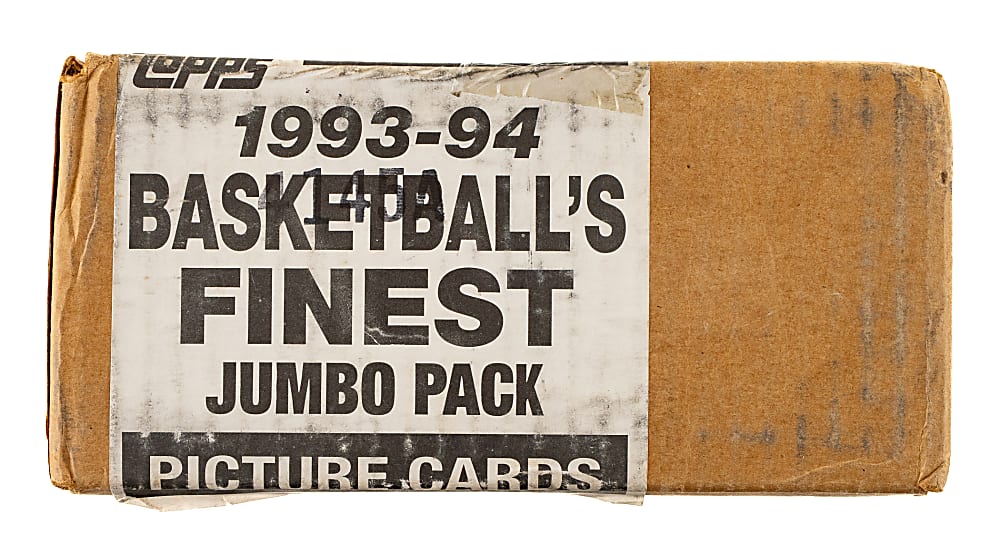 Topps
1993-94
BASKETBALL'S
FINEST
JUMBO PACK
PICTURE CARDS